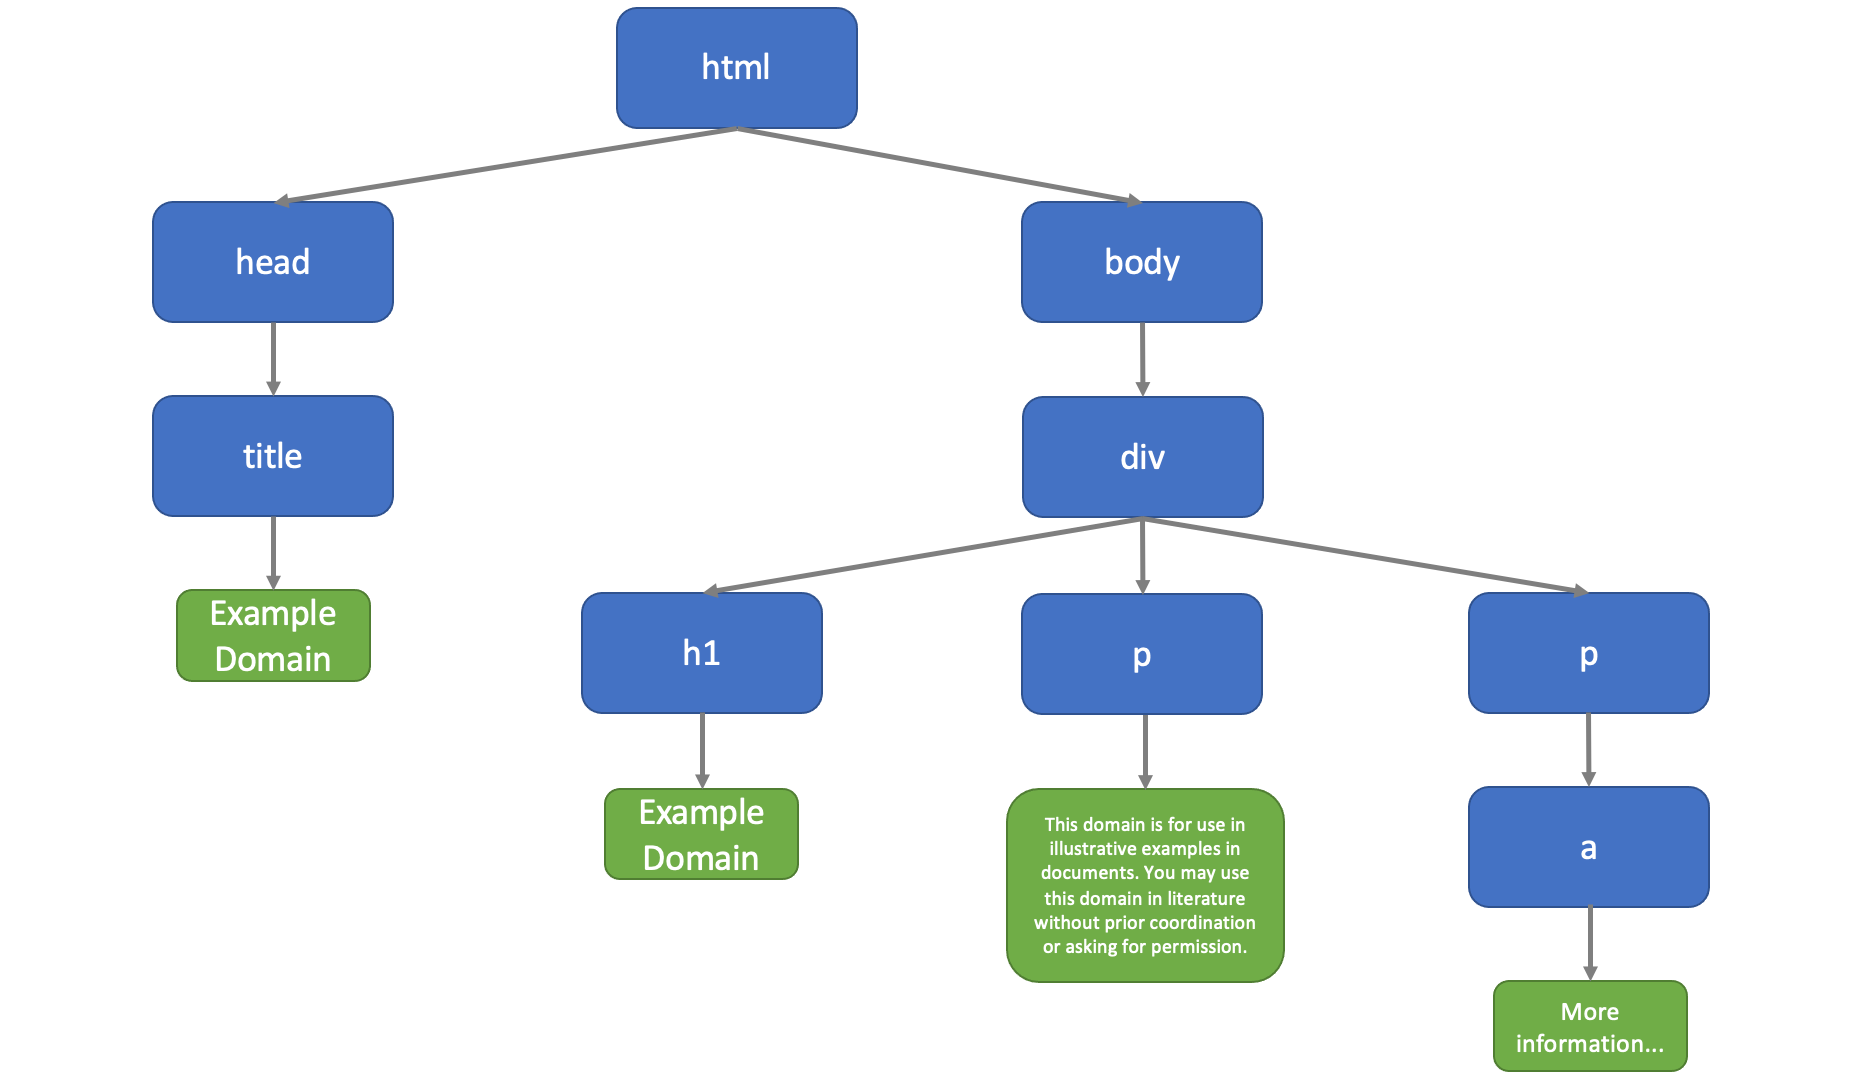 html
head
body
title
div
Example
Domain
h1
p
p
Example
Domain
This domain is for use in
illustrative examples in
documents. You may use
this domain in literature
without prior coordination
or asking for permission.
a
More
information...